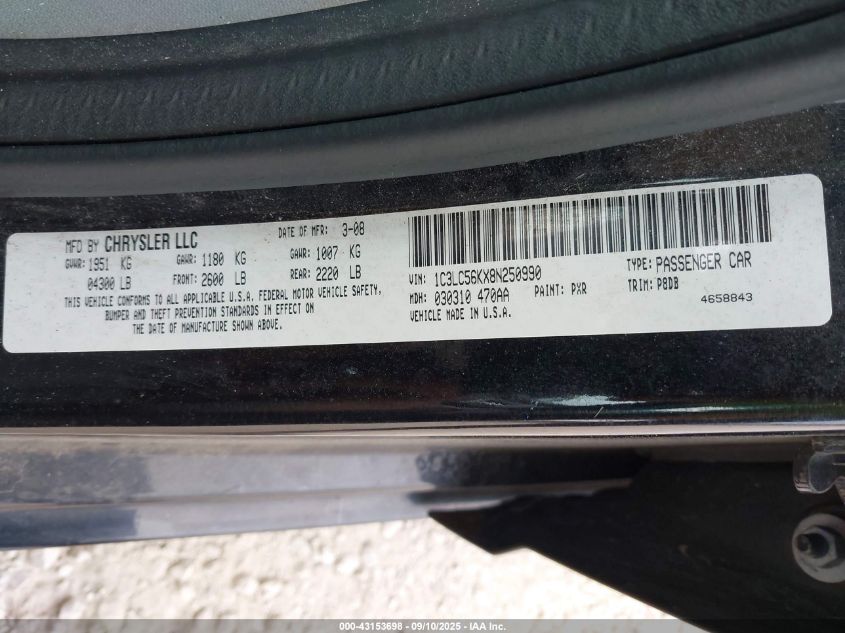 MFD BY CHRYSLER LLC DATE OF MFR: 3-08
GVWR: 1951 KG GAWR: 1180 KG GAWR: 1007 KG
04300 LB FRONT: 2600 LB REAR: 2220 LB
THIS VEHICLE CONFORMS TO ALL APPLICABLE U.S.A. FEDERAL MOTOR VEHICLE SAFETY,
BUMPER AND THEFT PREVENTION STANDARDS IN EFFECT ON
THE DATE OF MANUFACTURE SHOWN ABOVE.
VIN: 1C3LC56KX8N250990 TYPE: PASSENGER CAR
MDH: 030310 470AA PAINT: PXR TRIM: P8DB
VEHICLE MADE IN U.S.A. 4658843
000-43153698 - 09/10/2025 - IAA Inc.